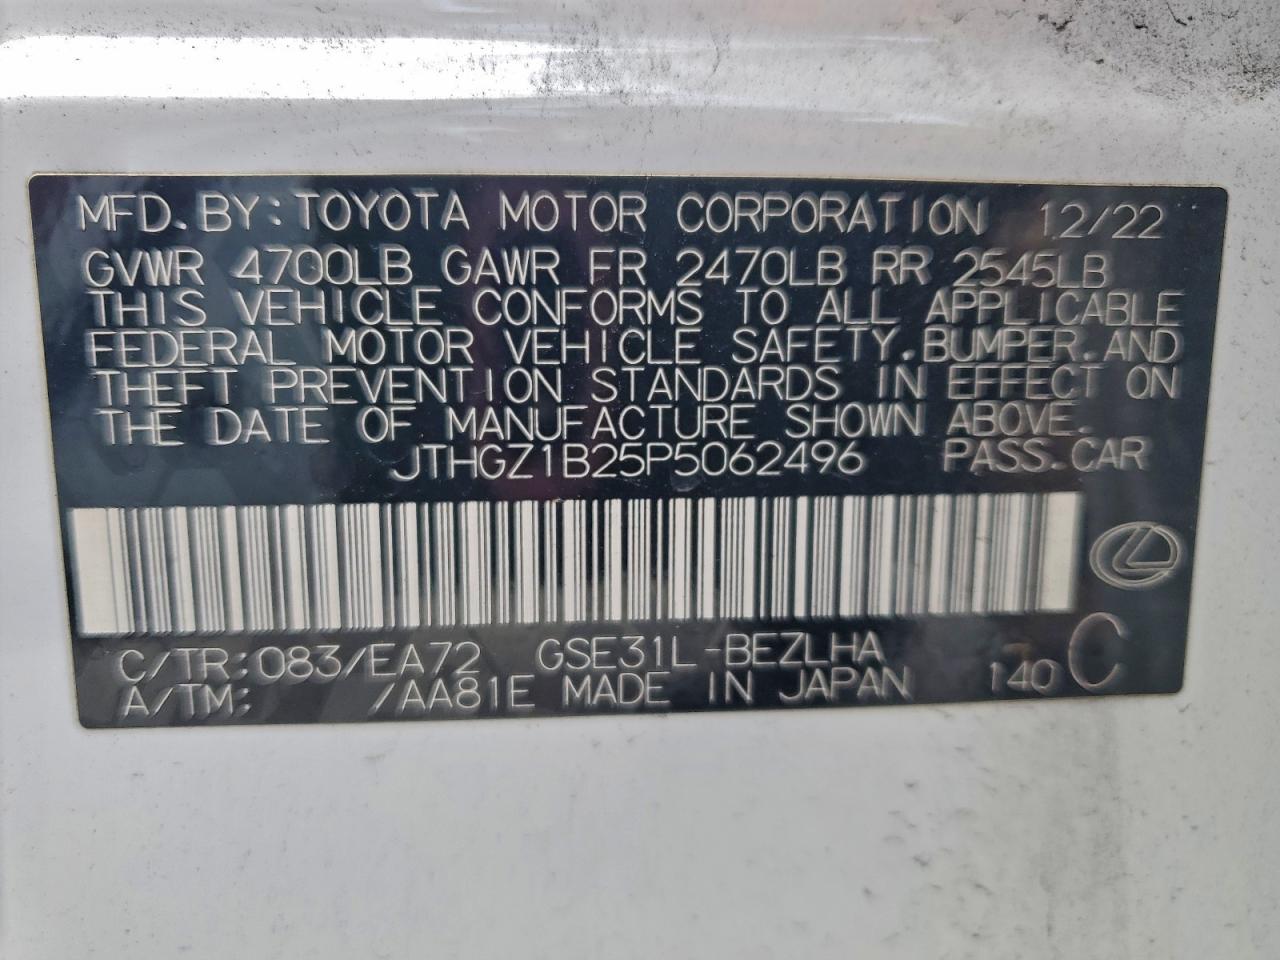 MFD. BY: TOYOTA MOTOR CORPORATION 12/22
GVWR 4700LB GAWR FR 2470LB RR 2545LB
THIS VEHICLE CONFORMS TO ALL APPLICABLE
FEDERAL MOTOR VEHICLE SAFETY, BUMPER, AND
THEFT PREVENTION STANDARDS IN EFFECT ON
THE DATE OF MANUFACTURE SHOWN ABOVE.
JTHGZ1B25P5062496 PASS. CAR
C/TR: 083/EA72 GSE31L-BEZLHA
A/TM: /AA81E MADE IN JAPAN 140 C